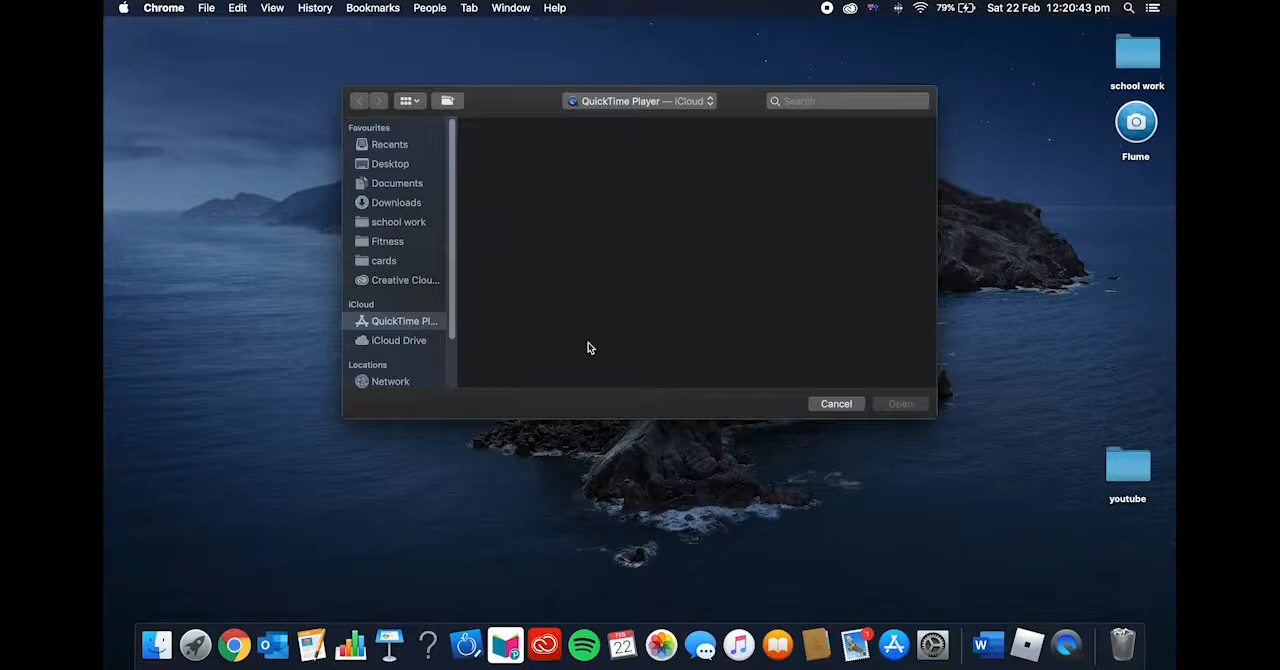 Chrome File Edit View History Bookmarks People Tab Window Help 79% Sat 22 Feb 12:20:43 pm
school work
Flume
QuickTime Player — iCloud
Search
Favourites
Recents
Desktop
Documents
Downloads
school work
Fitness
cards
Creative Clou...
iCloud
QuickTime Pl...
iCloud Drive
Locations
Network
Cancel
Open
youtube
FEB
22
1